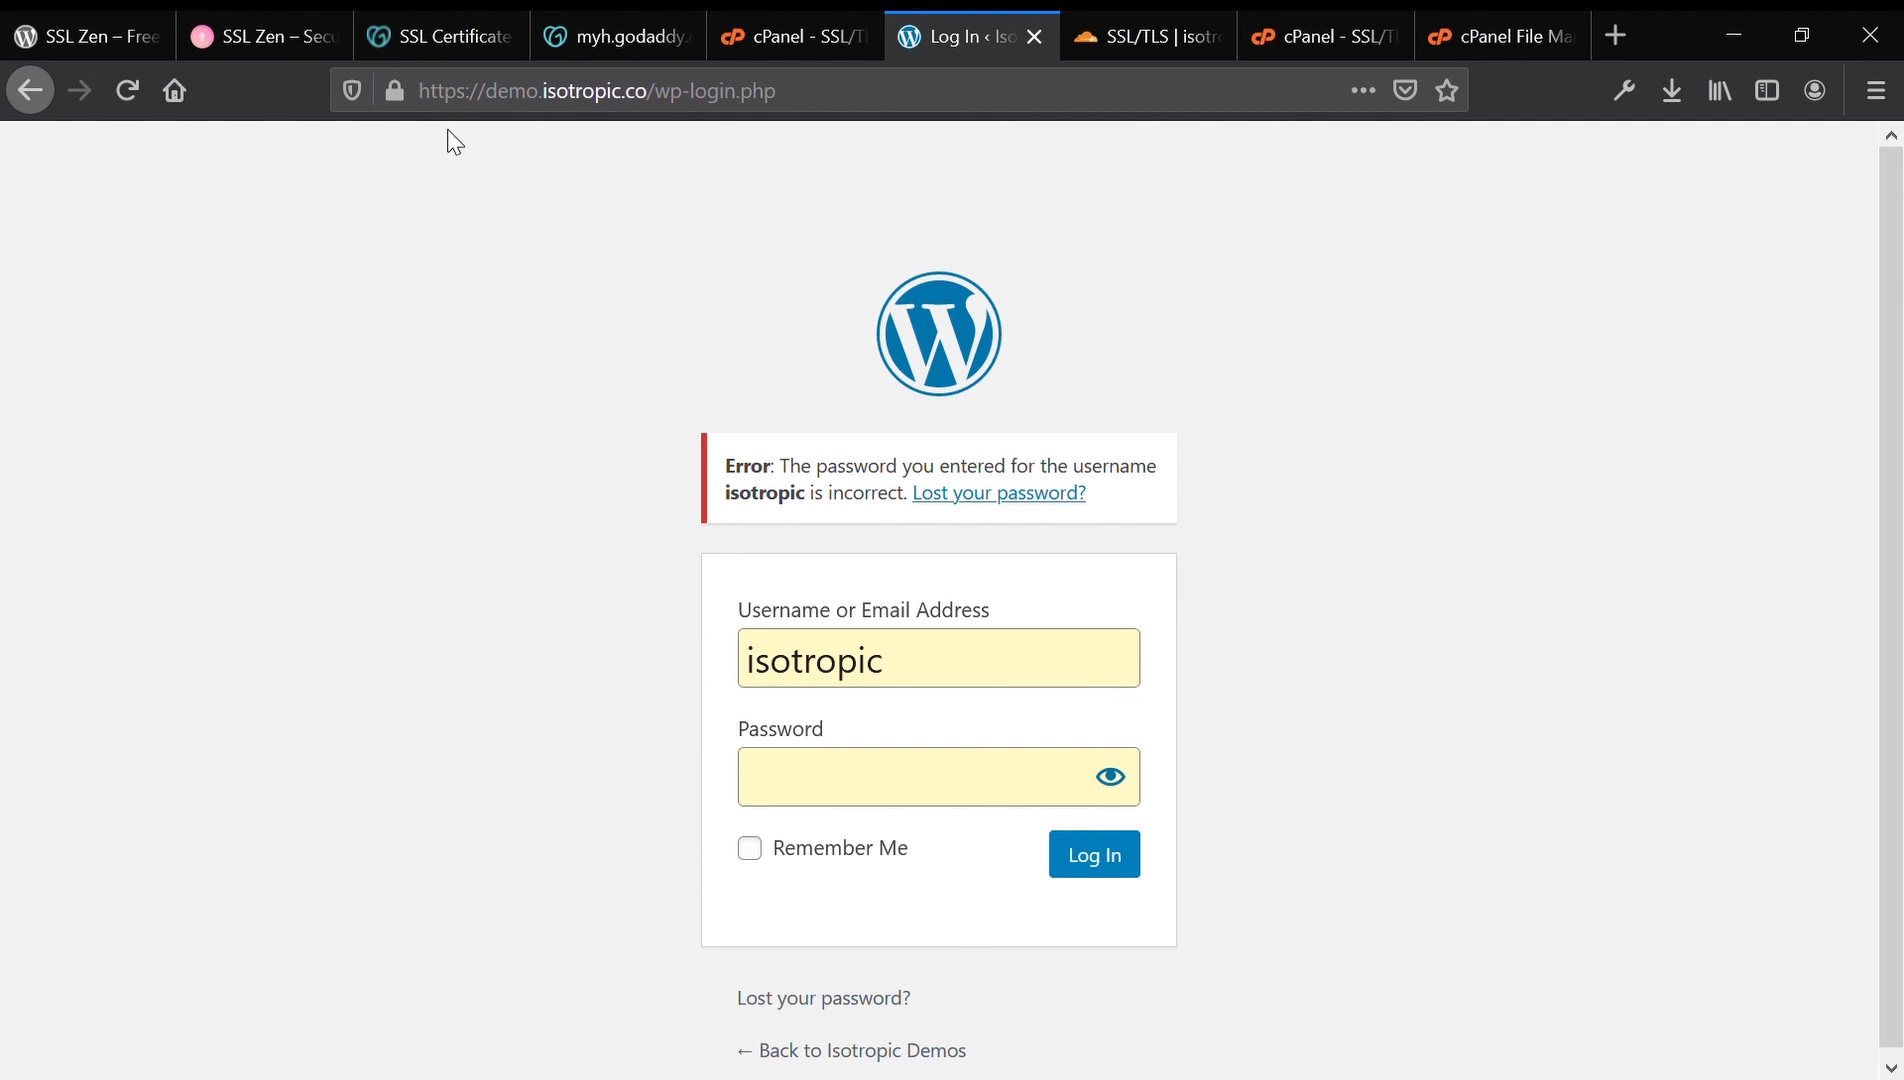 SSL Zen – Free
SSL Zen – Secu
SSL Certificate
myh.godaddy.
cPanel - SSL/TL
Log In ‹ Iso
SSL/TLS | isotro
cPanel - SSL/TL
cPanel File Ma
https://demo.isotropic.co/wp-login.php
Error: The password you entered for the username
isotropic is incorrect. Lost your password?
Username or Email Address
isotropic
Password
Remember Me
Log In
Lost your password?
← Back to Isotropic Demos